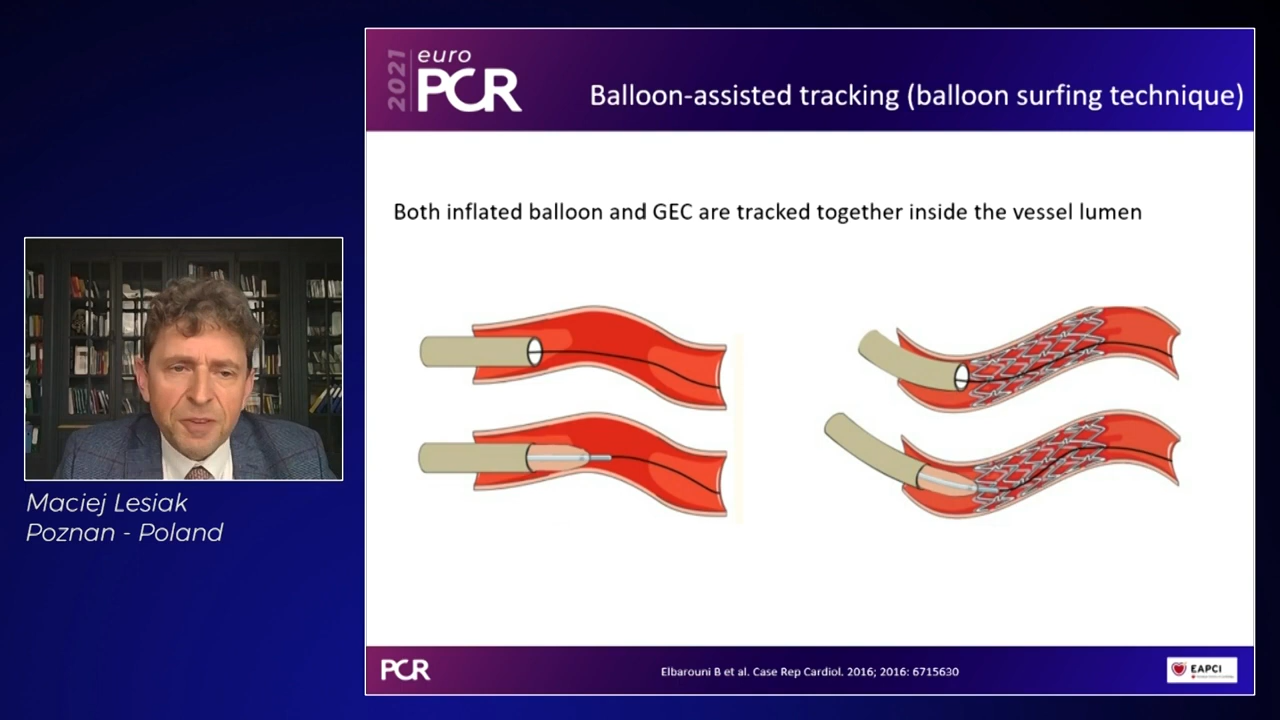 2021
euro
PCR
Balloon-assisted tracking (balloon surfing technique)
Both inflated balloon and GEC are tracked together inside the vessel lumen
Maciej Lesiak
Poznan - Poland
PCR
Elbarouni B et al. Case Rep Cardiol. 2016; 2016: 6715630
EAPCI